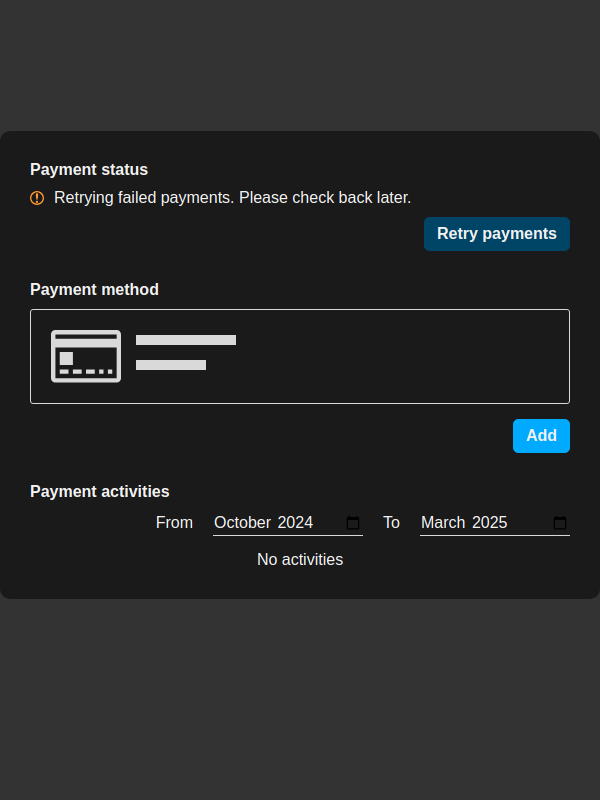 Payment status
Retrying failed payments. Please check back later.
Retry payments
Payment method
Add
Payment activities
From October 2024 To March 2025
No activities